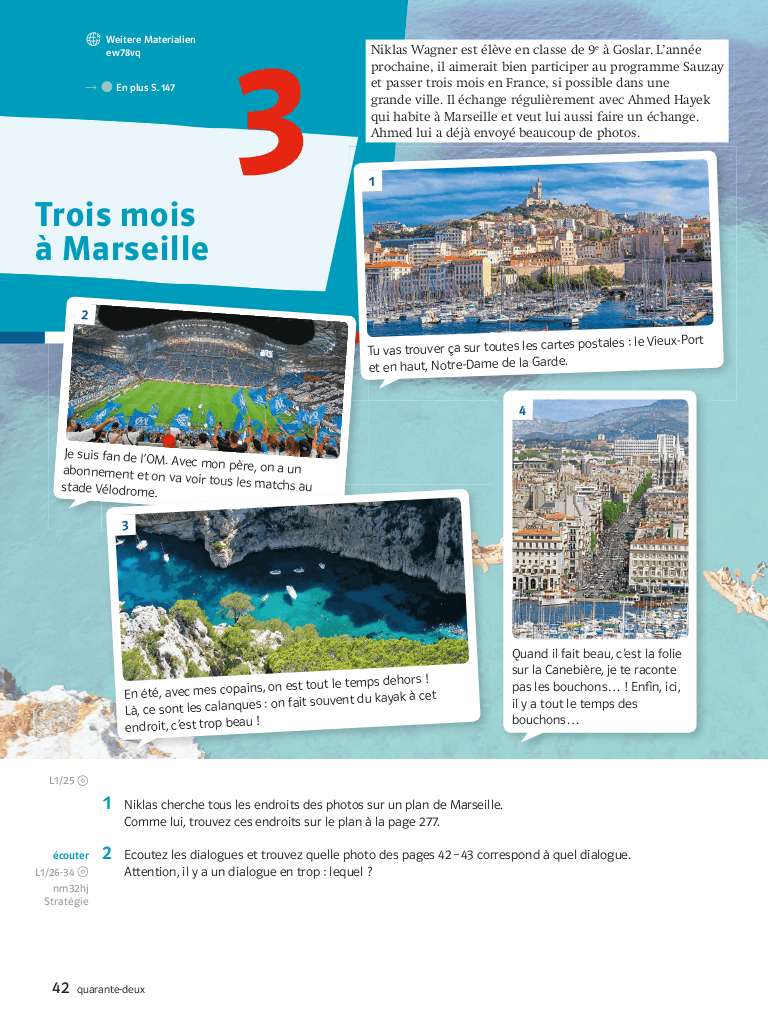 Weitere Materialien
ew78vq
→ En plus S. 147
3
Trois mois
à Marseille
Niklas Wagner est élève en classe de 9e à Goslar. L'année
prochaine, il aimerait bien participer au programme Sauzay
et passer trois mois en France, si possible dans une
grande ville. Il échange régulièrement avec Ahmed Hayek
qui habite à Marseille et veut lui aussi faire un échange.
Ahmed lui a déjà envoyé beaucoup de photos.
1
Tu vas trouver ça sur toutes les cartes postales : le Vieux-Port
et en haut, Notre-Dame de la Garde.
2
Je suis fan de l'OM. Avec mon père, on a un
abonnement et on va voir tous les matchs au
stade Vélodrome.
3
En été, avec mes copains, on est tout le temps dehors !
Là, ce sont les calanques : on fait souvent du kayak à cet
endroit, c'est trop beau !
4
Quand il fait beau, c'est la folie
sur la Canebière, je te raconte
pas les bouchons… ! Enfin, ici,
il y a tout le temps des
bouchons…
L1/25
1 Niklas cherche tous les endroits des photos sur un plan de Marseille.
Comme lui, trouvez ces endroits sur le plan à la page 277.
écouter
L1/26-34
nm32hj
Stratégie
2 Ecoutez les dialogues et trouvez quelle photo des pages 42–43 correspond à quel dialogue.
Attention, il y a un dialogue en trop : lequel ?
42 quarante-deux